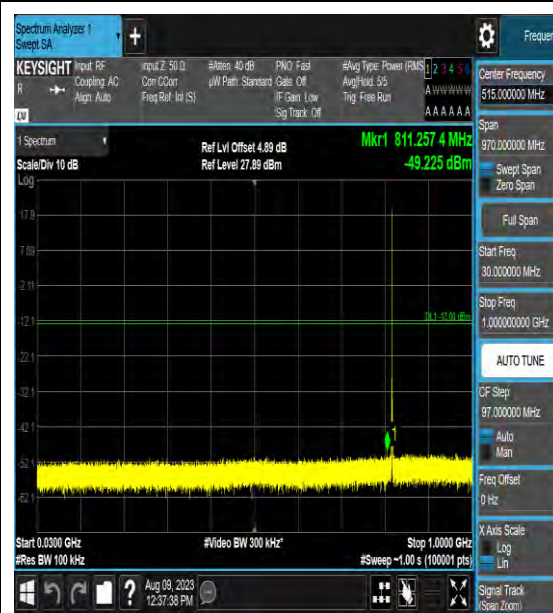 Spectrum Analyzer 1
Swept SA
Frequen
KEYSIGHT
R
LXI
Input: RF
Coupling: AC
Align: Auto
Input Z: 50 Ω
Corr CCorr
Freq Ref: Int (S)
#Atten: 40 dB
µW Path: Standard
PNO: Fast
Gate: Off
IF Gain: Low
Sig Track: Off
#Avg Type: Power (RMS
Avg|Hold: 5/5
Trig: Free Run
1 2 3 4 5 6
A W W W W W
A A A A A A
1 Spectrum
Scale/Div 10 dB
Log
Ref Lvl Offset 4.89 dB
Ref Level 27.89 dBm
Mkr1 811.257 4 MHz
-49.225 dBm
17.9
7.89
-2.11
-12.1
DL1 -13.00 dBm
-22.1
-32.1
-42.1
1
-52.1
-62.1
Start 0.0300 GHz
#Res BW 100 kHz
#Video BW 300 kHz*
Stop 1.0000 GHz
#Sweep ~1.00 s (100001 pts)
Center Frequency
515.000000 MHz
Span
970.000000 MHz
Swept Span
Zero Span
Full Span
Start Freq
30.000000 MHz
Stop Freq
1.000000000 GHz
AUTO TUNE
CF Step
97.000000 MHz
Auto
Man
Freq Offset
0 Hz
X Axis Scale
Log
Lin
Signal Track
(Span Zoom)
?
Aug 09, 2023
12:37:38 PM